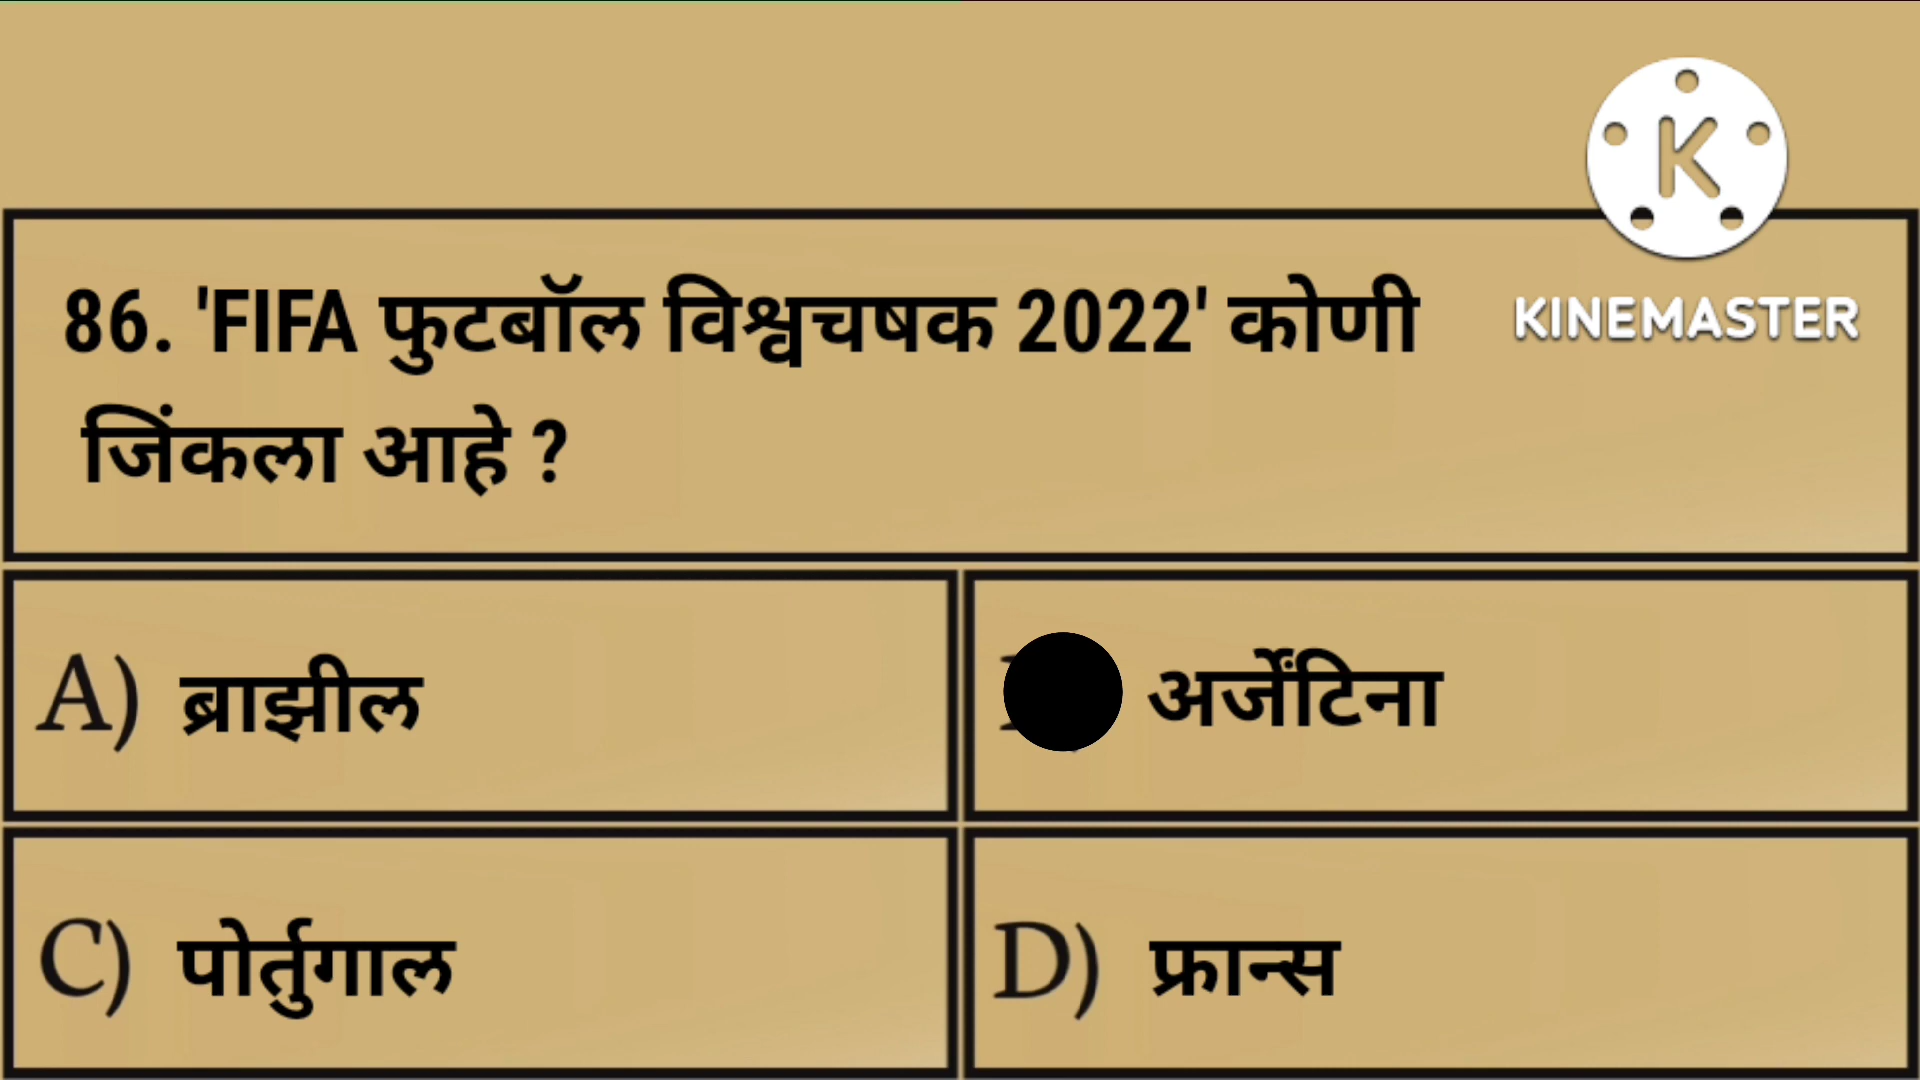 K
KINEMASTER
86. 'FIFA फुटबॉल विश्वचषक 2022' कोणी
जिंकला आहे ?
A) ब्राझील
अर्जेंटिना
C) पोर्तुगाल
D) फ्रान्स